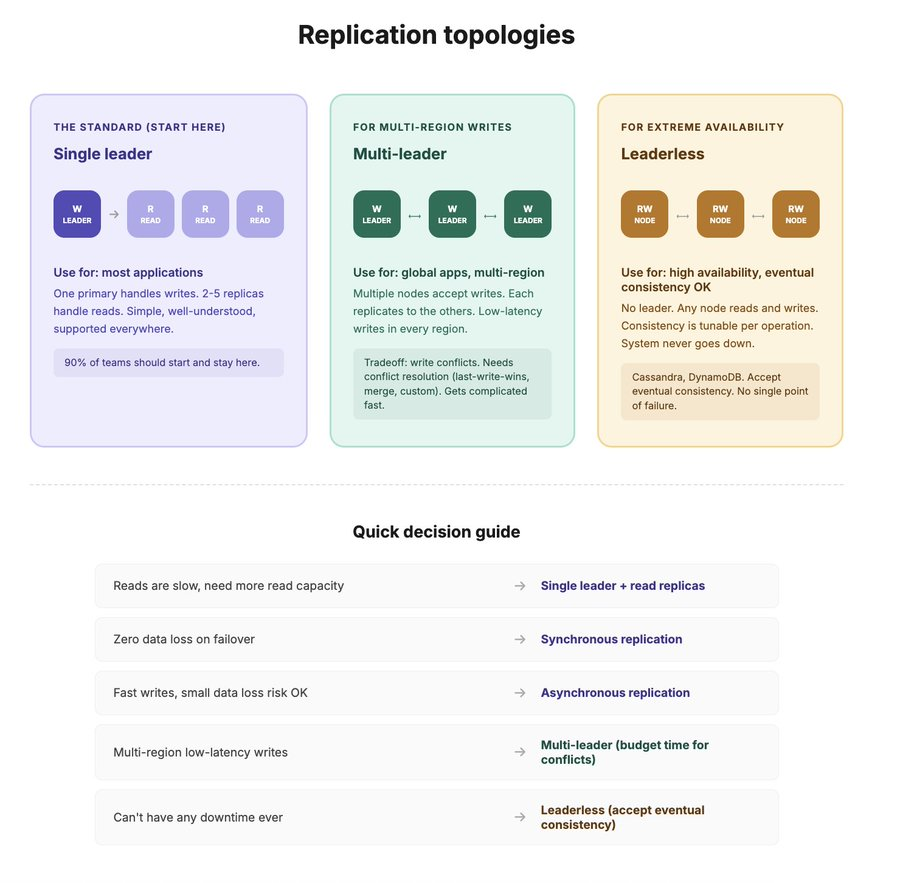 Replication topologies
THE STANDARD (START HERE)
Single leader
W
LEADER
→
R
READ
R
READ
R
READ
Use for: most applications
One primary handles writes. 2-5 replicas
handle reads. Simple, well-understood,
supported everywhere.
90% of teams should start and stay here.
FOR MULTI-REGION WRITES
Multi-leader
W
LEADER
↔
W
LEADER
↔
W
LEADER
Use for: global apps, multi-region
Multiple nodes accept writes. Each
replicates to the others. Low-latency
writes in every region.
Tradeoff: write conflicts. Needs
conflict resolution (last-write-wins,
merge, custom). Gets complicated
fast.
FOR EXTREME AVAILABILITY
Leaderless
RW
NODE
↔
RW
NODE
↔
RW
NODE
Use for: high availability, eventual
consistency OK
No leader. Any node reads and writes.
Consistency is tunable per operation.
System never goes down.
Cassandra, DynamoDB. Accept
eventual consistency. No single point
of failure.
Quick decision guide
Reads are slow, need more read capacity → Single leader + read replicas
Zero data loss on failover → Synchronous replication
Fast writes, small data loss risk OK → Asynchronous replication
Multi-region low-latency writes → Multi-leader (budget time for
conflicts)
Can't have any downtime ever → Leaderless (accept eventual
consistency)